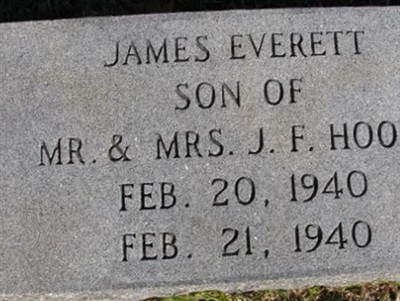 JAMES EVERETT
SON OF
MR. & MRS. J. F. HOO
FEB. 20, 1940
FEB. 21, 1940